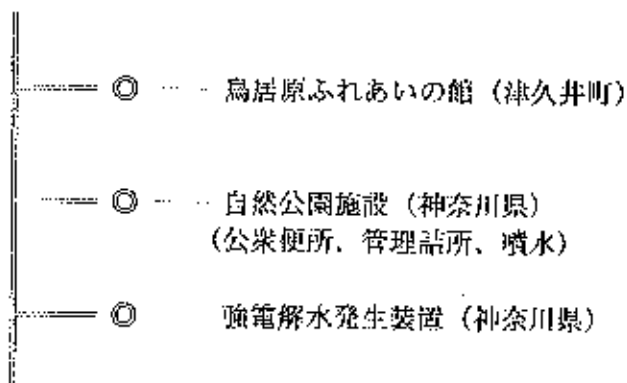 ◎ 鳥居原ふれあいの館（津久井町）
◎ 自然公園施設（神奈川県）
（公衆便所、管理詰所、噴水）
◎ 強電解水発生装置（神奈川県）